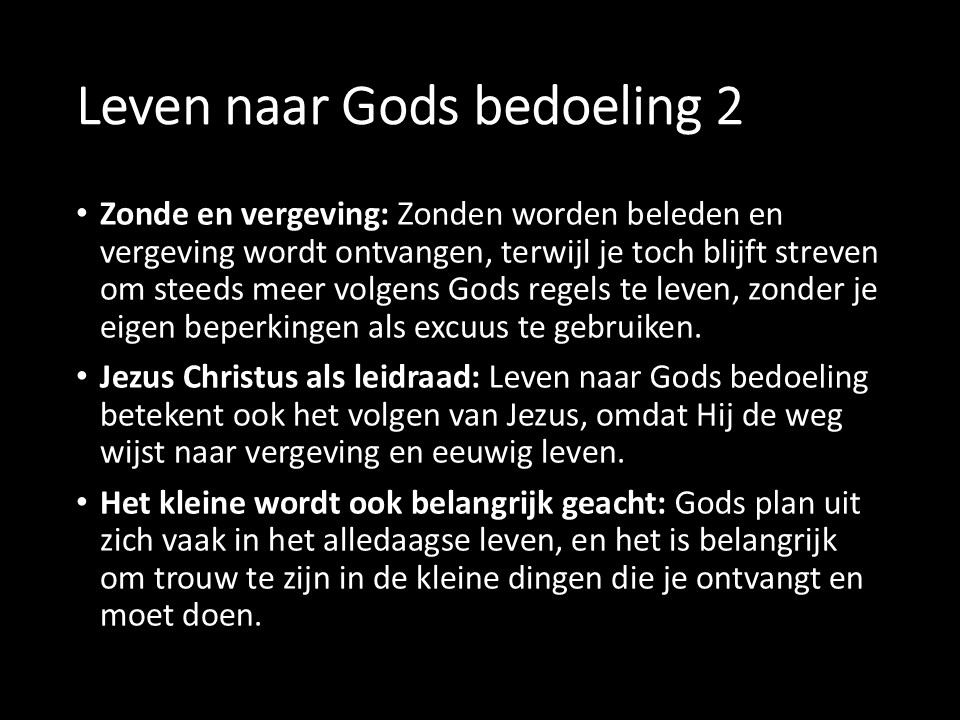 Leven naar Gods bedoeling 2
• Zonde en vergeving: Zonden worden beleden en
vergeving wordt ontvangen, terwijl je toch blijft streven
om steeds meer volgens Gods regels te leven, zonder je
eigen beperkingen als excuus te gebruiken.
• Jezus Christus als leidraad: Leven naar Gods bedoeling
betekent ook het volgen van Jezus, omdat Hij de weg
wijst naar vergeving en eeuwig leven.
• Het kleine wordt ook belangrijk geacht: Gods plan uit
zich vaak in het alledaagse leven, en het is belangrijk
om trouw te zijn in de kleine dingen die je ontvangt en
moet doen.